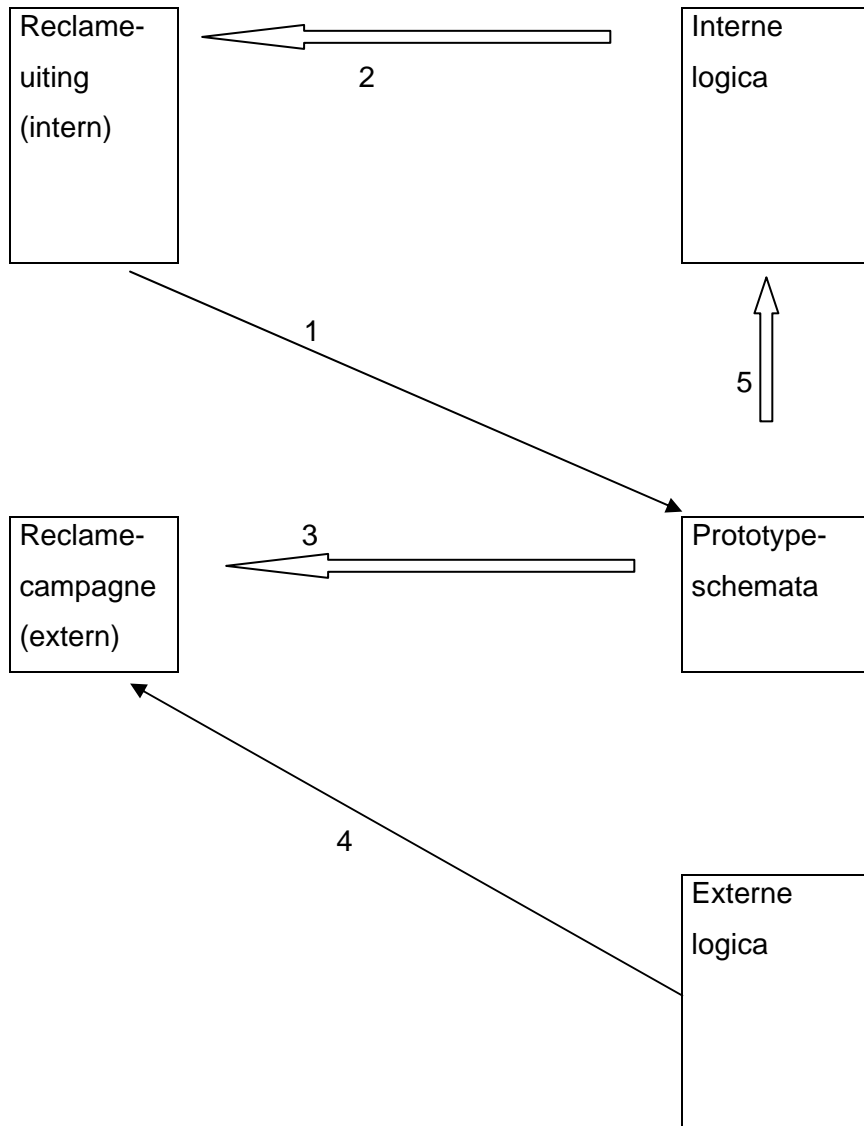 Reclame-
uiting
(intern)
2
Interne
logica
1
5
Reclame-
campagne
(extern)
3
Prototype-
schemata
4
Externe
logica